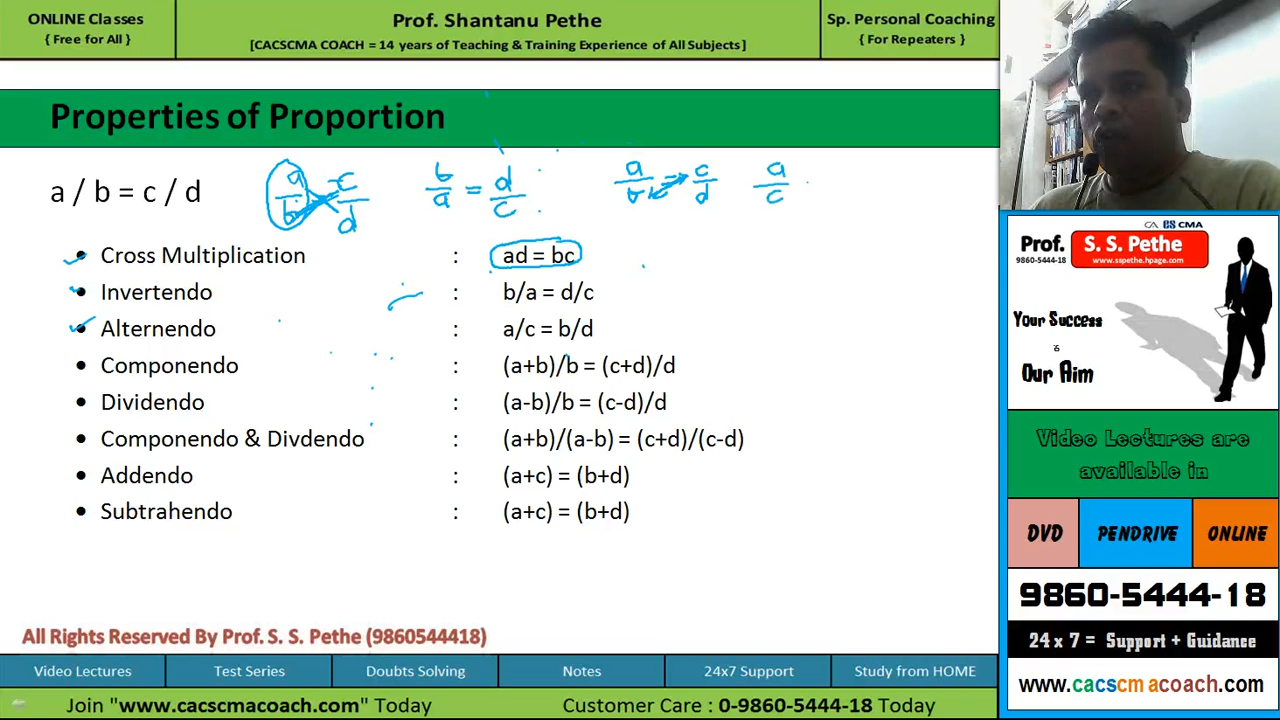 ONLINE Classes
{ Free for All }
Prof. Shantanu Pethe
[CACSCMA COACH = 14 years of Teaching & Training Experience of All Subjects]
Sp. Personal Coaching
{ For Repeaters }
Properties of Proportion
a / b = c / d
a/b c/d
b/a = d/c
a/b = c/d
a/c
• Cross Multiplication : ad = bc
• Invertendo : b/a = d/c
• Alternendo : a/c = b/d
• Componendo : (a+b)/b = (c+d)/d
• Dividendo : (a-b)/b = (c-d)/d
• Componendo & Divdendo : (a+b)/(a-b) = (c+d)/(c-d)
• Addendo : (a+c) = (b+d)
• Subtrahendo : (a+c) = (b+d)
All Rights Reserved By Prof. S. S. Pethe (9860544418)
CA CS CMA
Prof. S. S. Pethe
9860-5444-18 www.sspethe.hpage.com
Your Success
is
Our Aim
Video Lectures are
available in
DVD PENDRIVE ONLINE
9860-5444-18
24 x 7 = Support + Guidance
www.cacscmacoach.com
Video Lectures
Test Series
Doubts Solving
Notes
24x7 Support
Study from HOME
Join "www.cacscmacoach.com" Today
Customer Care : 0-9860-5444-18 Today